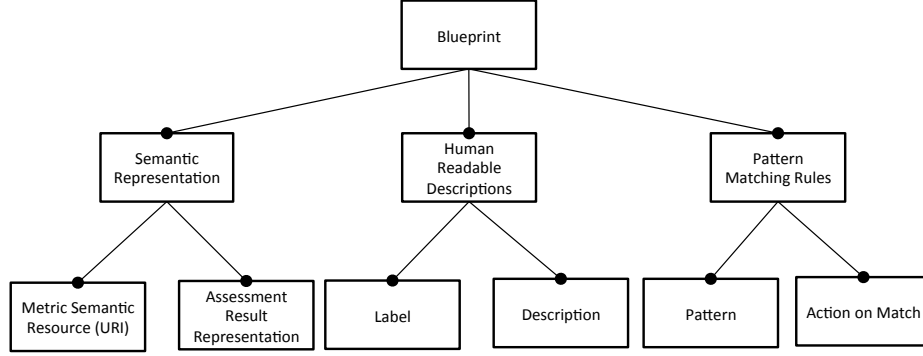 Blueprint
Semantic
Representation
Human
Readable
Descriptions
Pattern
Matching Rules
Metric Semantic
Resource (URI)
Assessment
Result
Representation
Label
Description
Pattern
Action on Match